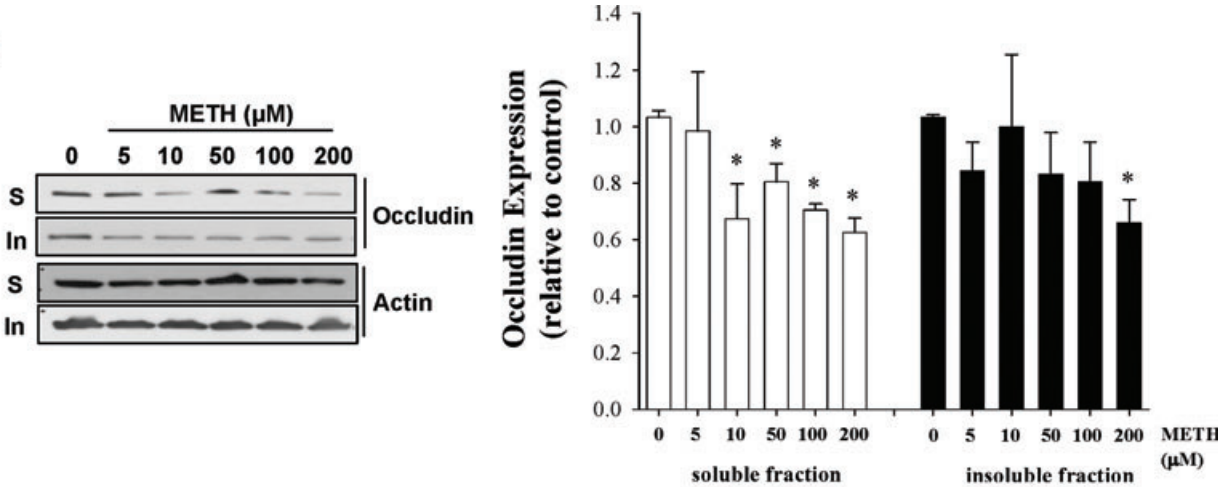 METH (µM)
0 5 10 50 100 200
S
Occludin
In
S
Actin
In
Occludin Expression
(relative to control)
1.4
1.2
1.0
0.8
0.6
0.4
0.2
0.0
* * * *
*
0 5 10 50 100 200 0 5 10 50 100 200 METH
(µM)
soluble fraction insoluble fraction